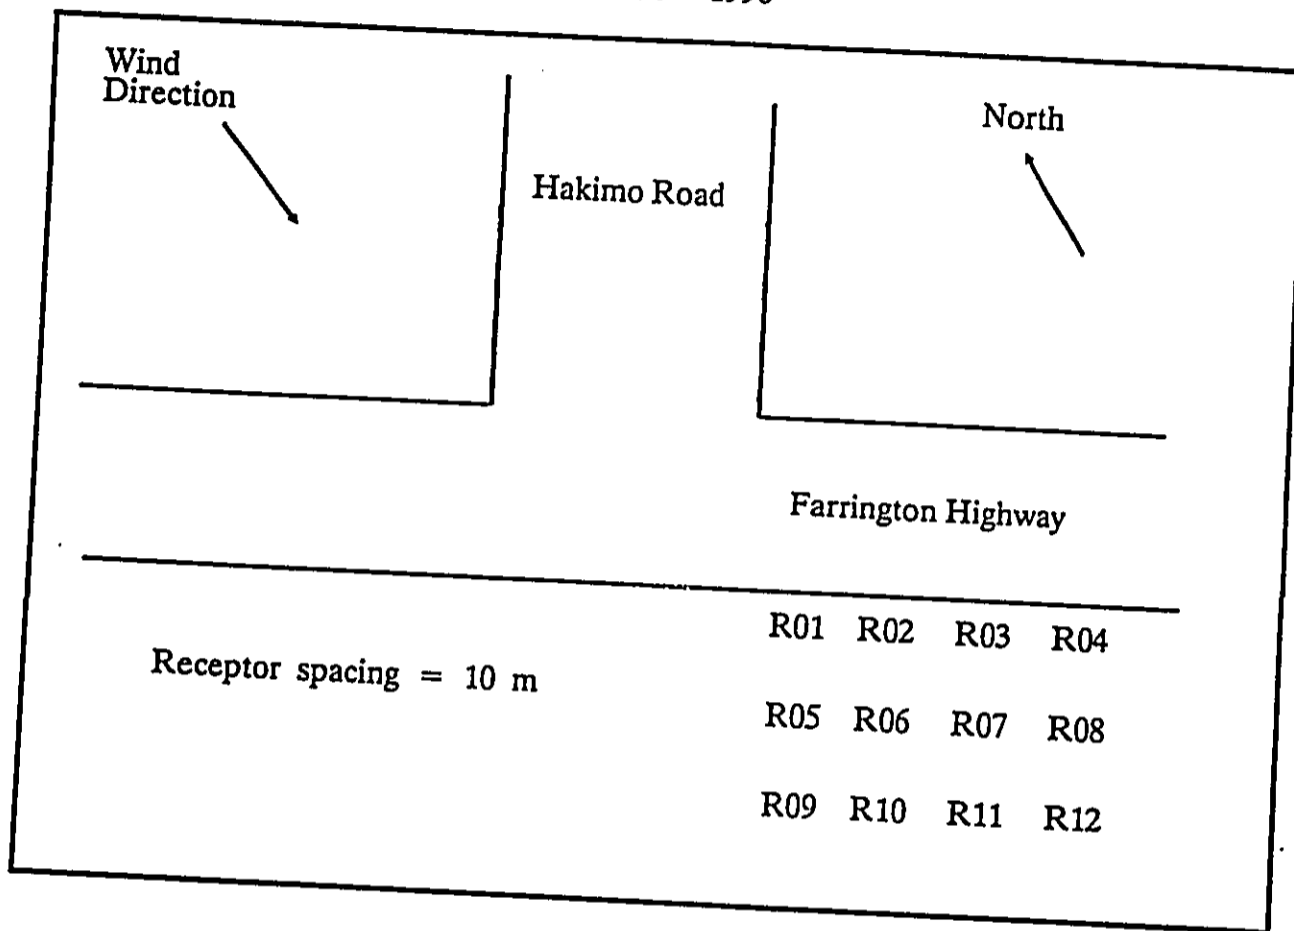 Wind
Direction
North
Hakimo Road
Farrington Highway
R01 R02 R03 R04
Receptor spacing = 10 m
R05 R06 R07 R08
R09 R10 R11 R12